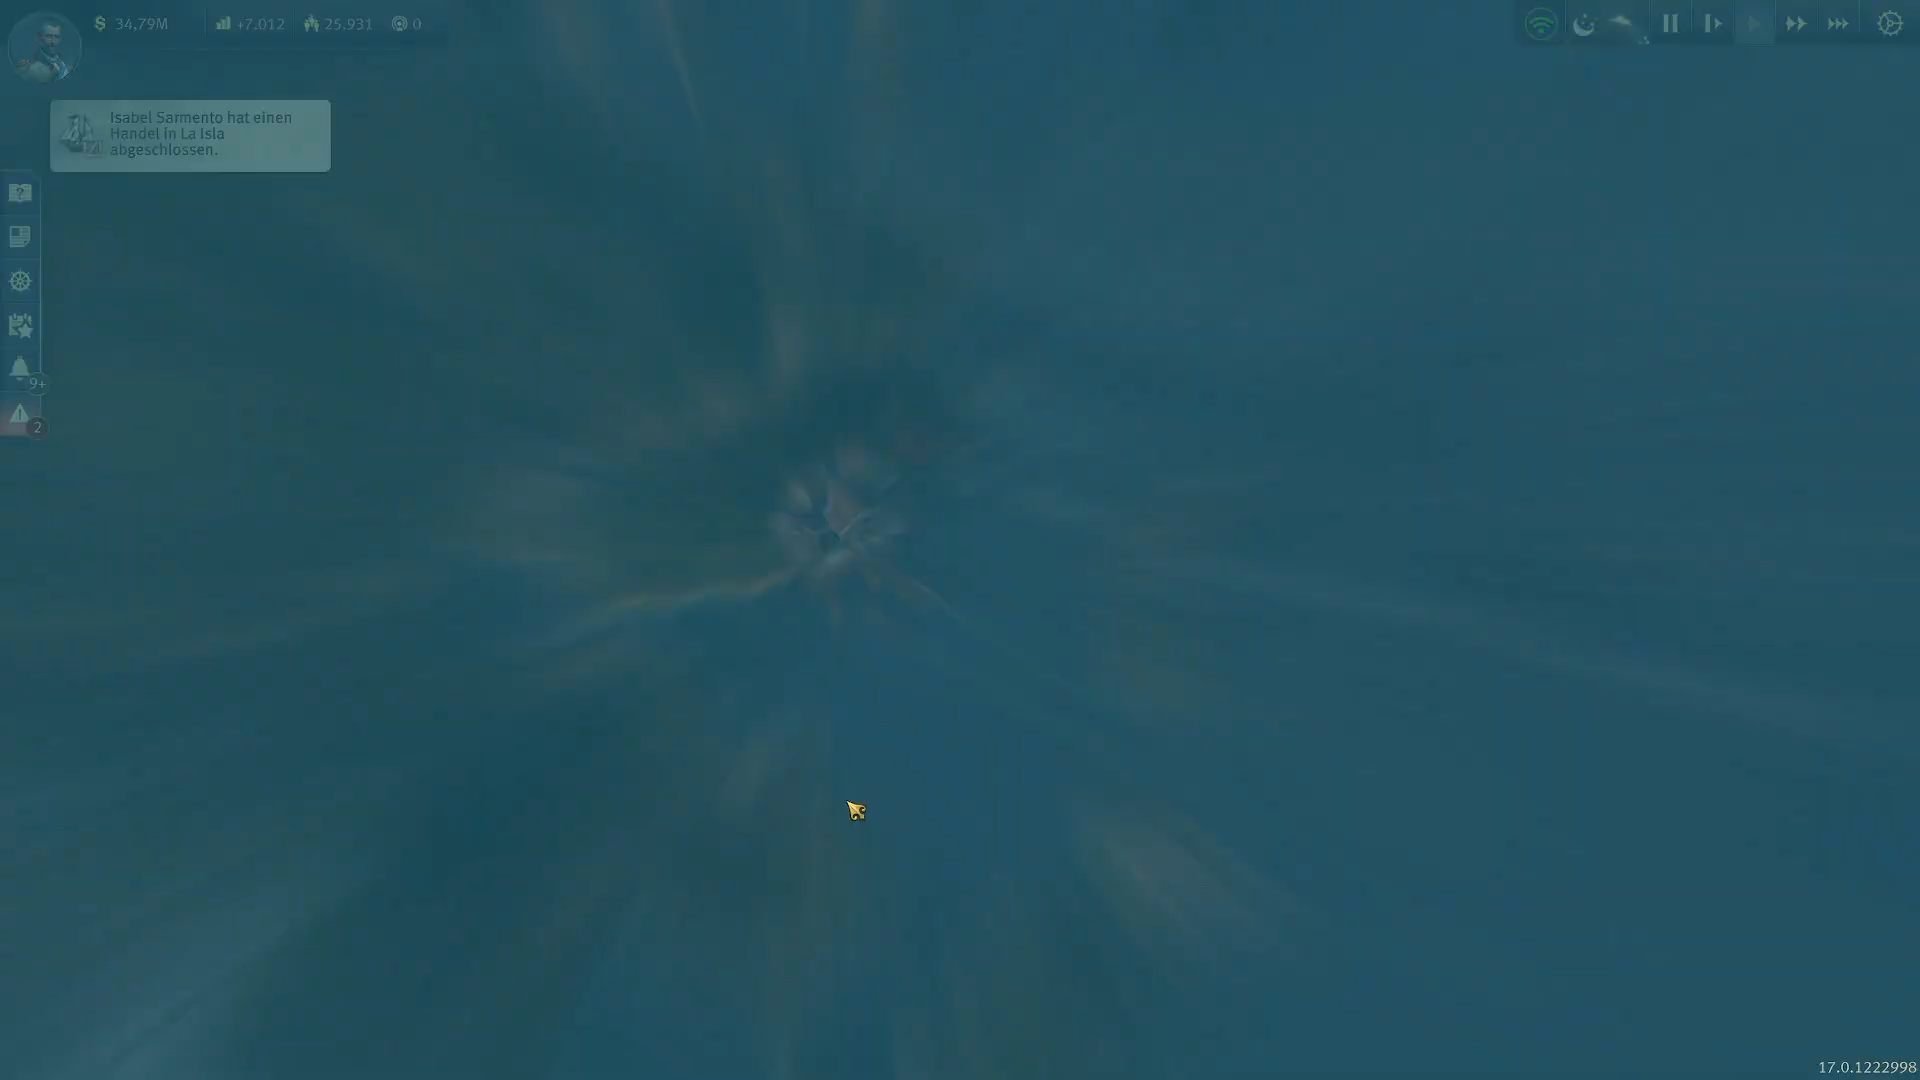 34,79M +7.012 25.931 0
Isabel Sarmento hat einen
Handel in La Isla
abgeschlossen.
9+
2
17.0.1222998